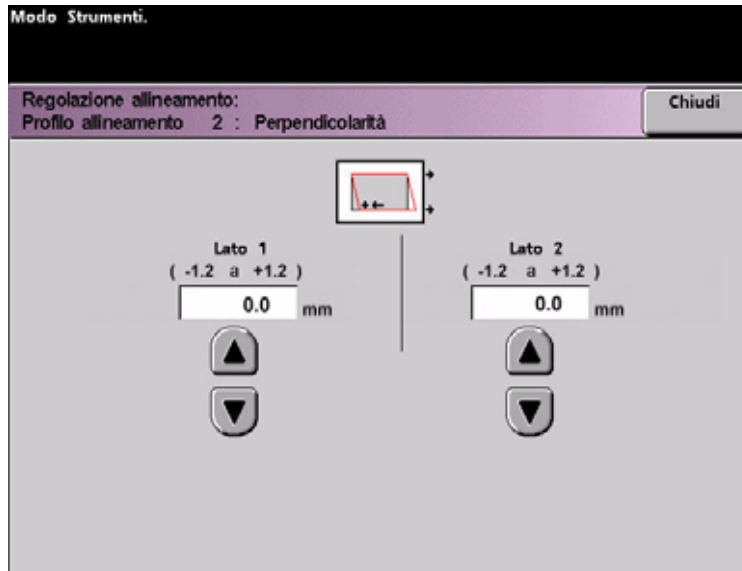 Modo Strumenti.
Regolazione allineamento:
Chiudi
Profilo allineamento 2 : Perpendicolarità
Lato 1
( -1.2 a +1.2 )
0.0 mm
Lato 2
( -1.2 a +1.2 )
0.0 mm